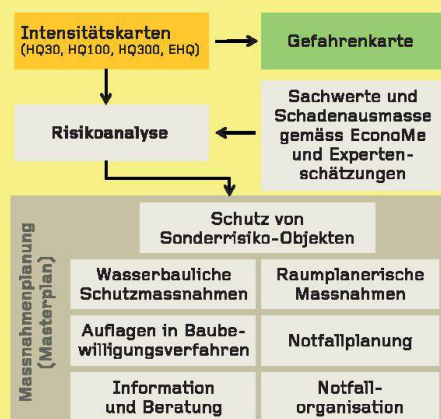 Intensitätskarten
(HQ30, HQ100, HQ300, EHQ)
Gefahrenkarte
Risikoanalyse
Sachwerte und
Schadenausmasse
gemäss EconoMe
und Experten-
schätzungen
Massnahmenplanung
(Masterplan)
Schutz von
Sonderrisiko-Objekten
Wasserbauliche
Schutzmassnahmen
Raumplanerische
Massnahmen
Auflagen in Baube-
willigungsverfahren
Notfallplanung
Information
und Beratung
Notfall-
organisation